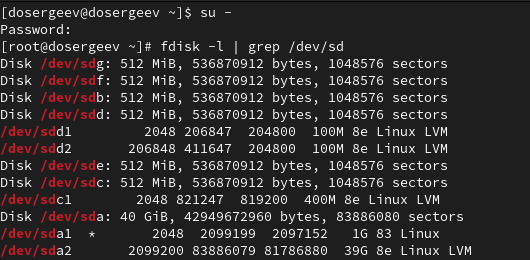 [dosergeev@dosergeev ~]$ su -
Password:
[root@dosergeev ~]# fdisk -l | grep /dev/sd
Disk /dev/sdg: 512 MiB, 536870912 bytes, 1048576 sectors
Disk /dev/sdf: 512 MiB, 536870912 bytes, 1048576 sectors
Disk /dev/sdb: 512 MiB, 536870912 bytes, 1048576 sectors
Disk /dev/sdd: 512 MiB, 536870912 bytes, 1048576 sectors
/dev/sdd1          2048 206847  204800  100M 8e Linux LVM
/dev/sdd2        206848 411647  204800  100M 8e Linux LVM
Disk /dev/sde: 512 MiB, 536870912 bytes, 1048576 sectors
Disk /dev/sdc: 512 MiB, 536870912 bytes, 1048576 sectors
/dev/sdc1          2048 821247  819200  400M 8e Linux LVM
Disk /dev/sda: 40 GiB, 42949672960 bytes, 83886080 sectors
/dev/sda1  *       2048  2099199  2097152   1G 83 Linux
/dev/sda2       2099200 83886079 81786880  39G 8e Linux LVM